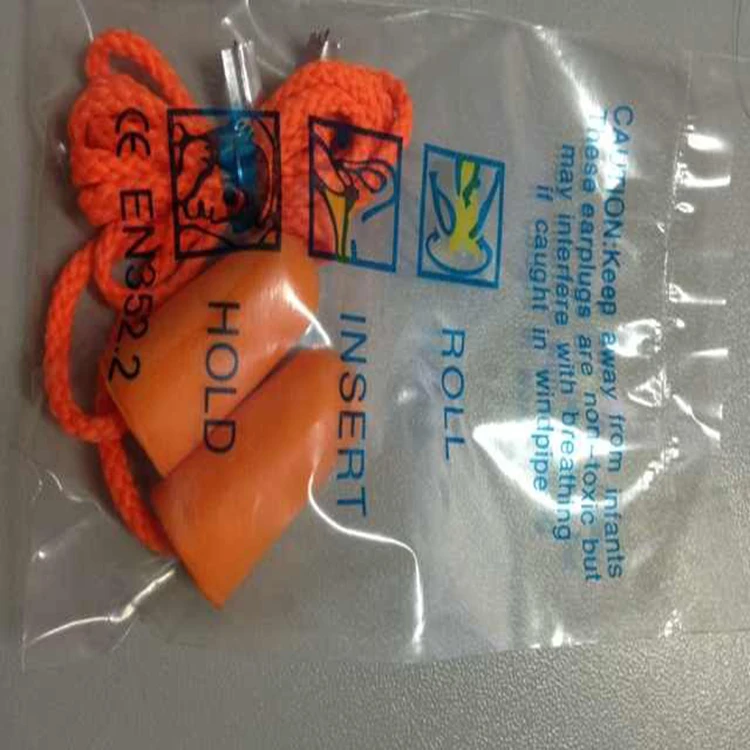 CAUTION:Keep away from infants
These earplugs are non-toxic but
may interfere with breathing
if caught in windpipe
ROLL
INSERT
HOLD
CE EN352.2